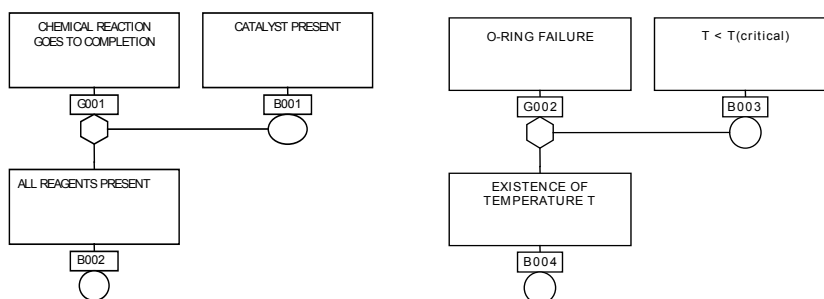 CHEMICAL REACTION
GOES TO COMPLETION
CATALYST PRESENT
G001
B001
ALL REAGENTS PRESENT
B002
O-RING FAILURE
T < T(critical)
G002
B003
EXISTENCE OF
TEMPERATURE T
B004